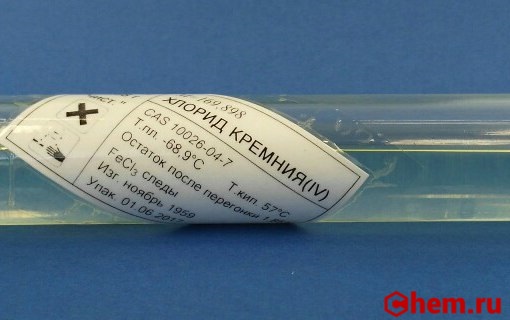 169,898
ХЛОРИД КРЕМНИЯ(IV)
CAS 10026-04-7
Т.пл. -68,9°C Т.кип. 57°C
Остаток после перегонки
FeCl₃ следы
Изг. ноябрь 1959
Упак. 01.06
chem.ru